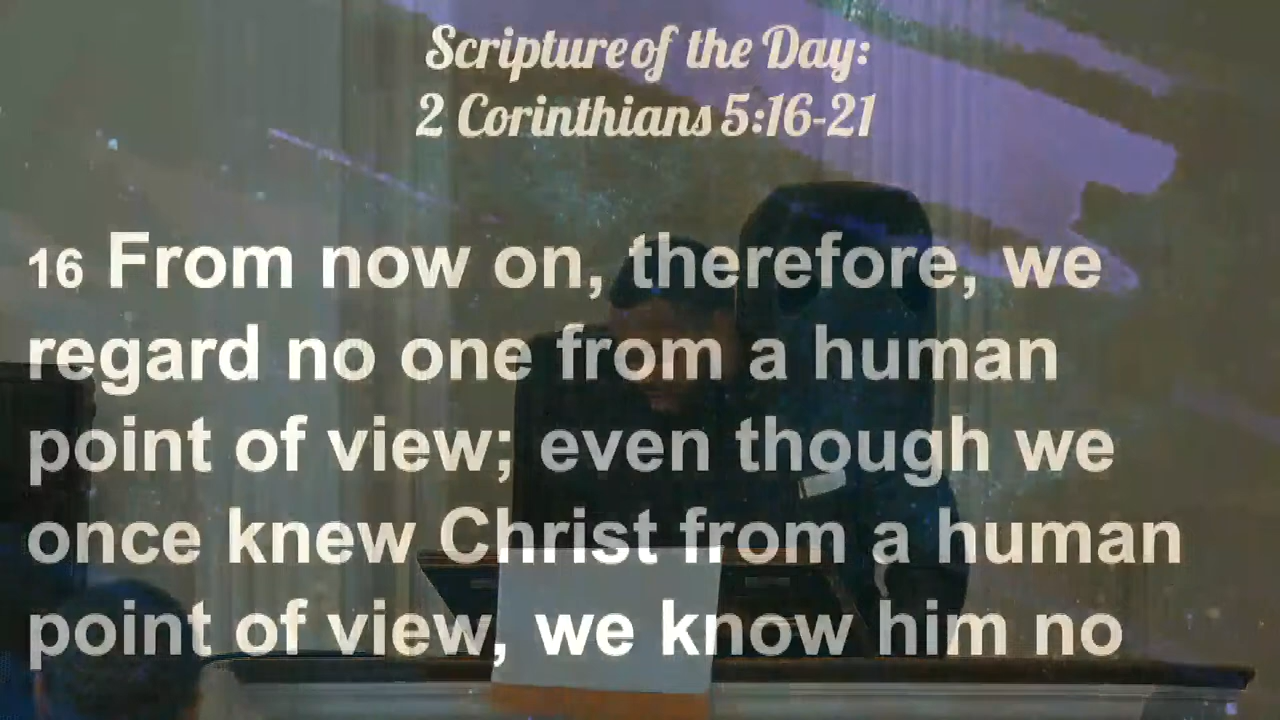 Scripture of the Day:
2 Corinthians 5:16-21
16 From now on, therefore, we
regard no one from a human
point of view; even though we
once knew Christ from a human
point of view, we know him no